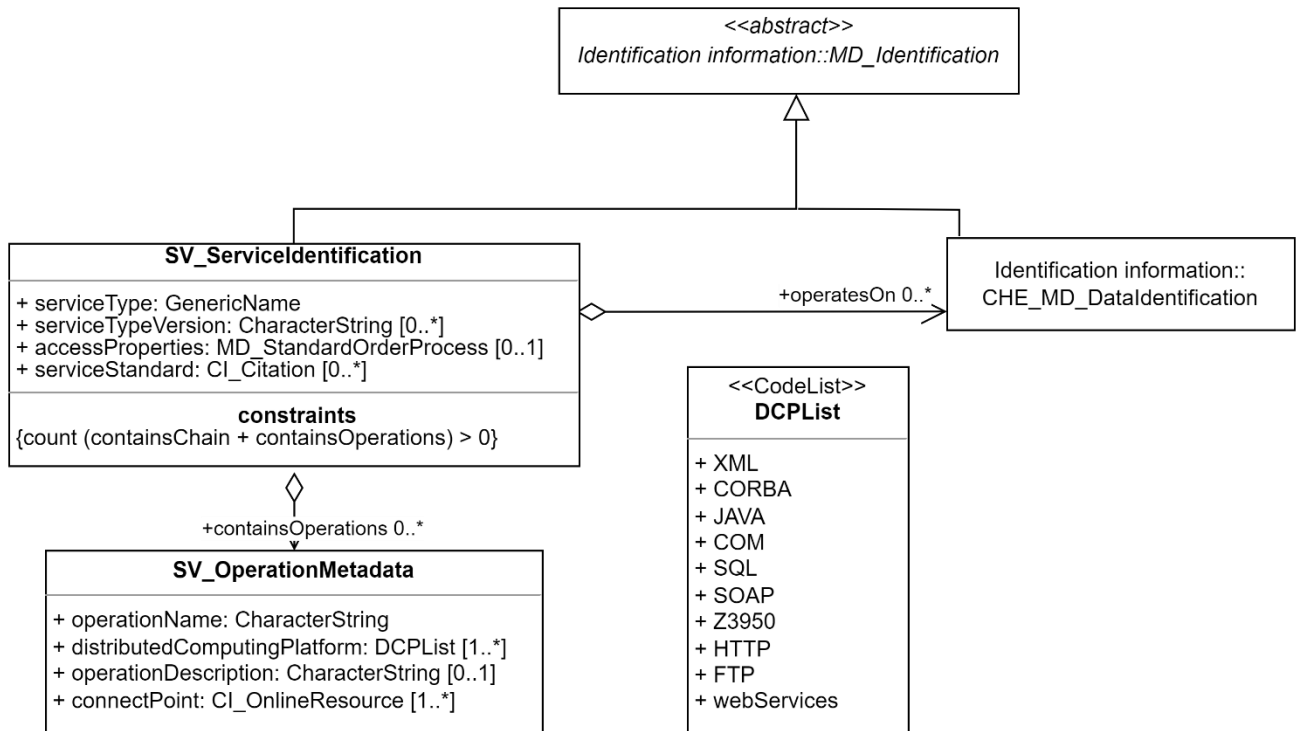 <<abstract>>
Identification information::MD_Identification
SV_ServiceIdentification
+ serviceType: GenericName
+ serviceTypeVersion: CharacterString [0..*]
+ accessProperties: MD_StandardOrderProcess [0..1]
+ serviceStandard: CI_Citation [0..*]
constraints
{count (containsChain + containsOperations) > 0}
+operatesOn 0..*
Identification information::
CHE_MD_DataIdentification
+containsOperations 0..*
SV_OperationMetadata
+ operationName: CharacterString
+ distributedComputingPlatform: DCPList [1..*]
+ operationDescription: CharacterString [0..1]
+ connectPoint: CI_OnlineResource [1..*]
<<CodeList>>
DCPList
+ XML
+ CORBA
+ JAVA
+ COM
+ SQL
+ SOAP
+ Z3950
+ HTTP
+ FTP
+ webServices